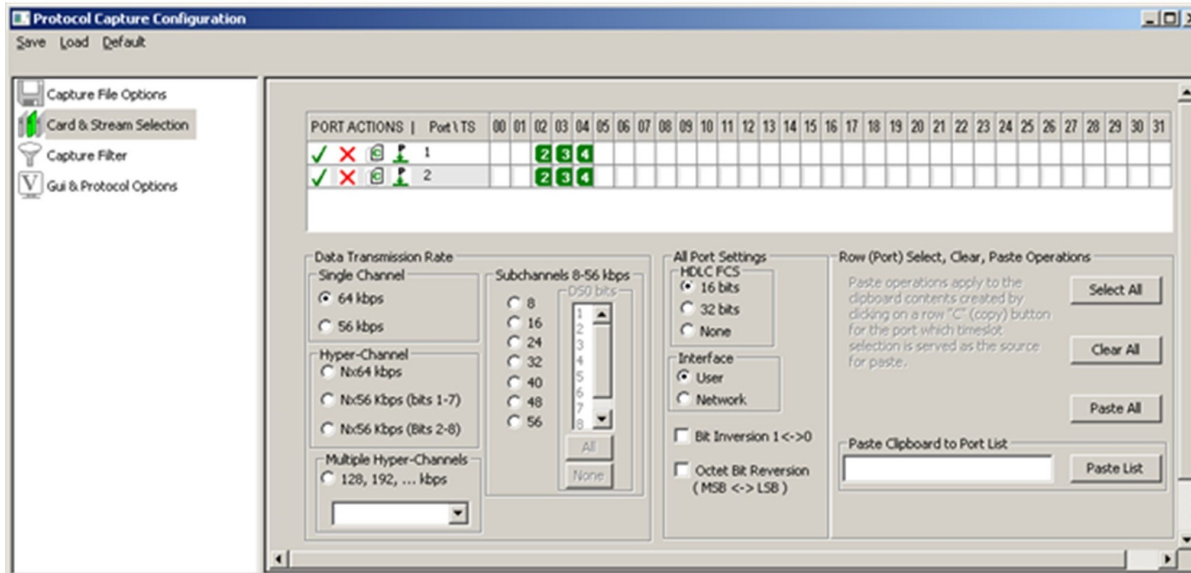 Protocol Capture Configuration
Save Load Default
Capture File Options
Card & Stream Selection
Capture Filter
Gui & Protocol Options
PORT ACTIONS | Port \ TS 00 01 02 03 04 05 06 07 08 09 10 11 12 13 14 15 16 17 18 19 20 21 22 23 24 25 26 27 28 29 30 31
C P 1 2 3 4
C P 2 2 3 4
Data Transmission Rate
Single Channel
64 kbps
56 kbps
Hyper-Channel
Nx64 kbps
Nx56 Kbps (bits 1-7)
Nx56 Kbps (Bits 2-8)
Multiple Hyper-Channels
128, 192, ... kbps
Subchannels 8-56 kbps
8
16
24
32
40
48
56
DS0 bits
1
2
3
4
5
6
7
8
All
None
All Port Settings
HDLC FCS
16 bits
32 bits
None
Interface
User
Network
Bit Inversion 1<->0
Octet Bit Reversion
( MSB <-> LSB )
Row (Port) Select, Clear, Paste Operations
Paste operations apply to the
clipboard contents created by
clicking on a row "C" (copy) button
for the port which timeslot
selection is served as the source
for paste.
Select All
Clear All
Paste All
Paste Clipboard to Port List
Paste List